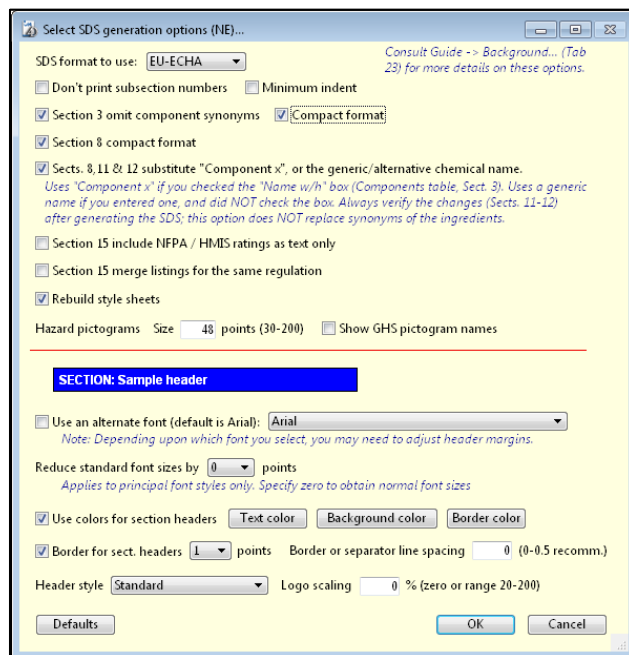 Select SDS generation options (NE)...
SDS format to use: EU-ECHA
Consult Guide -> Background... (Tab
23) for more details on these options.
Don't print subsection numbers Minimum indent
Section 3 omit component synonyms Compact format
Section 8 compact format
Sects. 8,11 & 12 substitute "Component x", or the generic/alternative chemical name.
Uses "Component x" if you checked the "Name w/h" box (Components table, Sect. 3). Uses a generic
name if you entered one, and did NOT check the box. Always verify the changes (Sects. 11-12)
after generating the SDS; this option does NOT replace synonyms of the ingredients.
Section 15 include NFPA / HMIS ratings as text only
Section 15 merge listings for the same regulation
Rebuild style sheets
Hazard pictograms Size 48 points (30-200) Show GHS pictogram names
SECTION: Sample header
Use an alternate font (default is Arial): Arial
Note: Depending upon which font you select, you may need to adjust header margins.
Reduce standard font sizes by 0 points
Applies to principal font styles only. Specify zero to obtain normal font sizes
Use colors for section headers Text color Background color Border color
Border for sect. headers 1 points Border or separator line spacing 0 (0-0.5 recomm.)
Header style Standard Logo scaling 0 % (zero or range 20-200)
Defaults OK Cancel